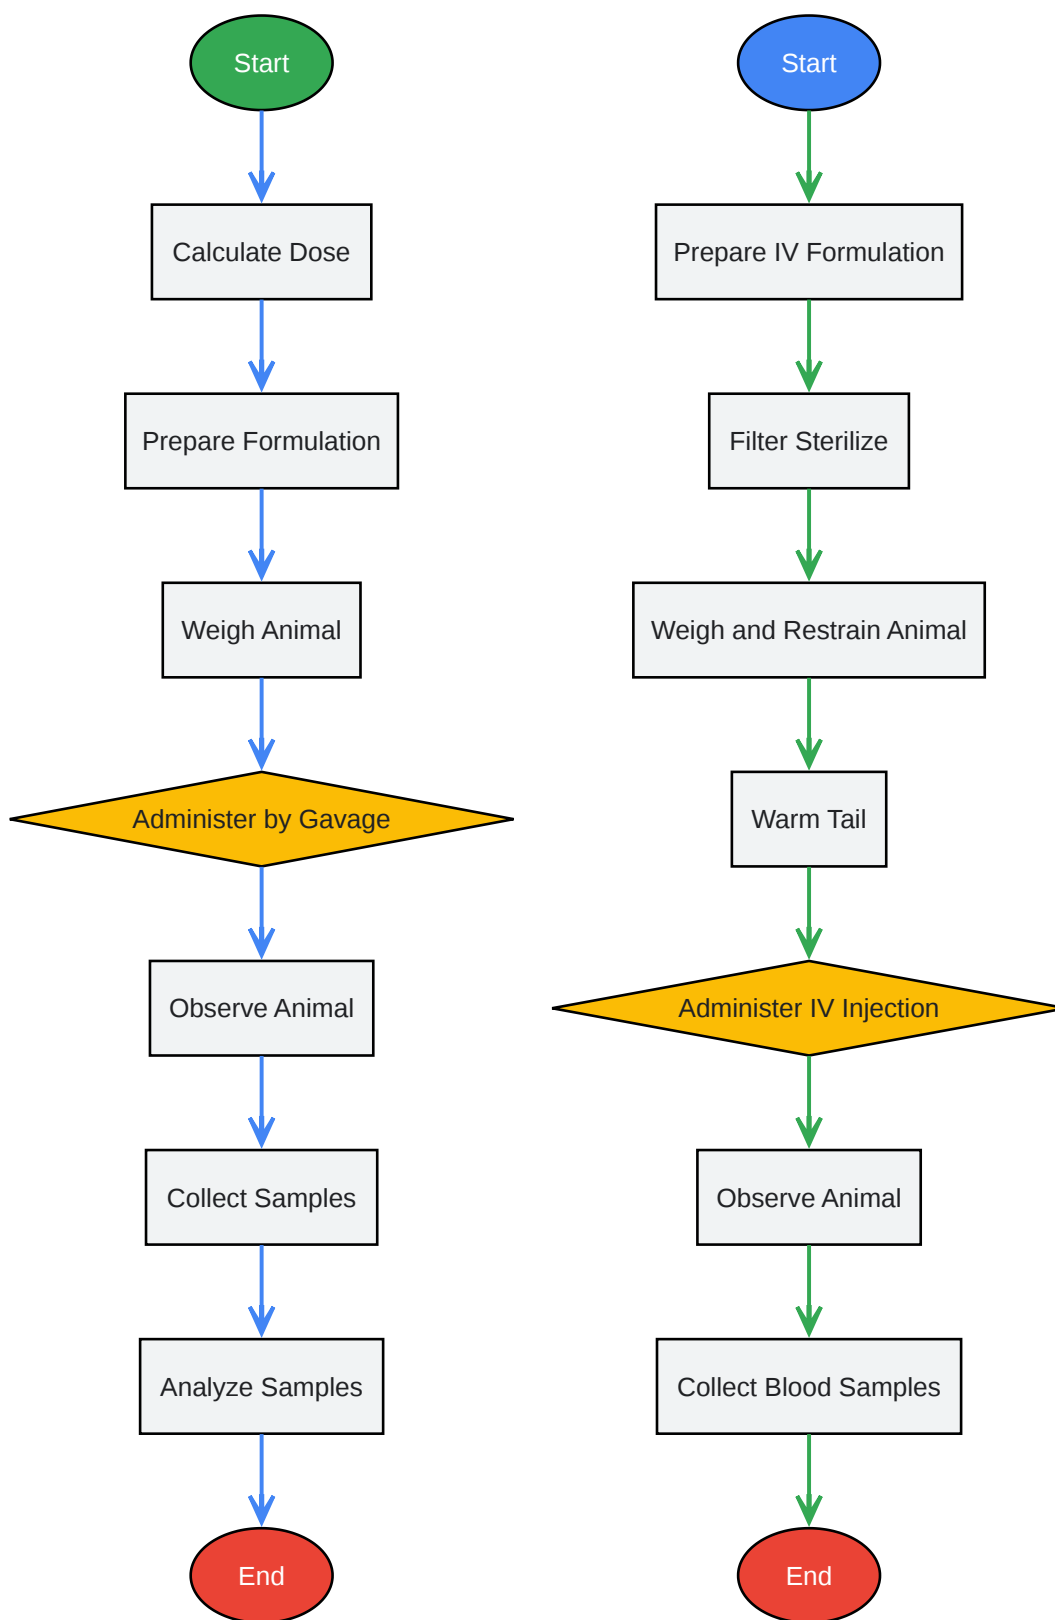 Start
Calculate Dose
Prepare Formulation
Weigh Animal
Administer by Gavage
Observe Animal
Collect Samples
Analyze Samples
End
Start
Prepare IV Formulation
Filter Sterilize
Weigh and Restrain Animal
Warm Tail
Administer IV Injection
Observe Animal
Collect Blood Samples
End